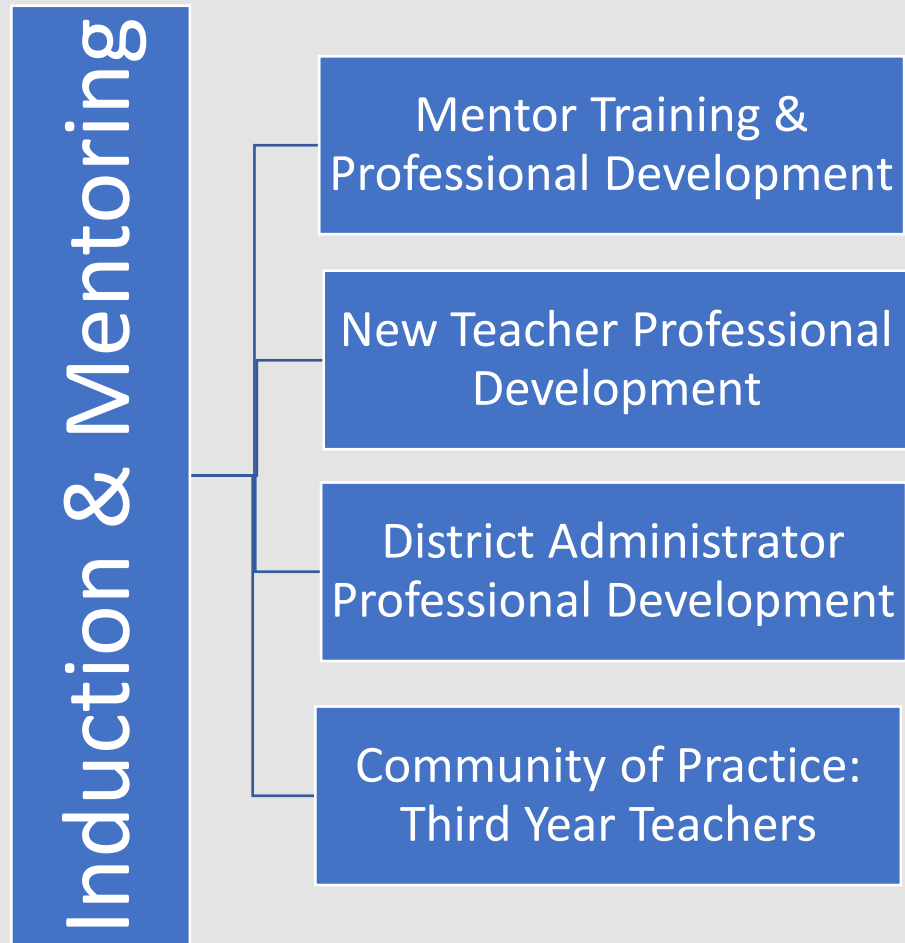 Induction & Mentoring
Mentor Training &
Professional Development
New Teacher Professional
Development
District Administrator
Professional Development
Community of Practice:
Third Year Teachers